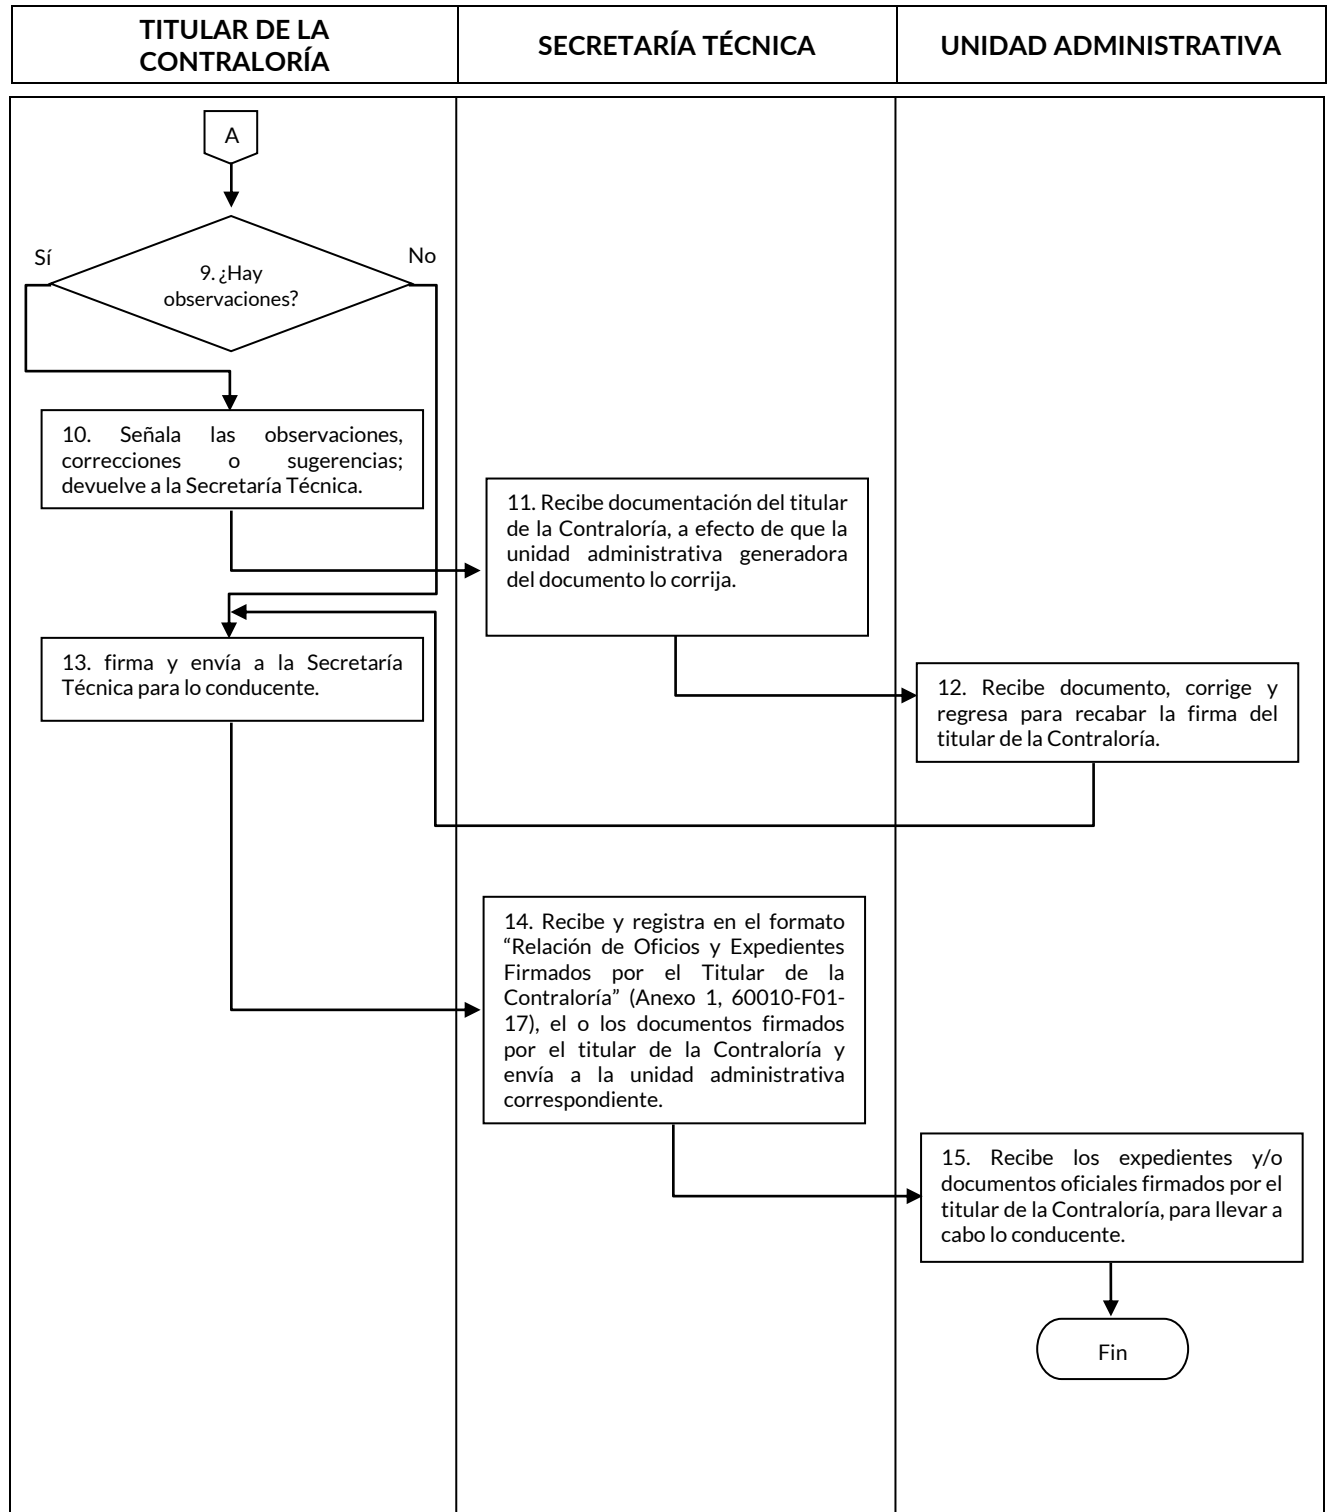 TITULAR DE LA
CONTRALORÍA
SECRETARÍA TÉCNICA
UNIDAD ADMINISTRATIVA
A
Sí
No
9. ¿Hay
observaciones?
10. Señala las observaciones,
correcciones o sugerencias;
devuelve a la Secretaría Técnica.
11. Recibe documentación del titular
de la Contraloría, a efecto de que la
unidad administrativa generadora
del documento lo corrija.
13. firma y envía a la Secretaría
Técnica para lo conducente.
12. Recibe documento, corrige y
regresa para recabar la firma del
titular de la Contraloría.
14. Recibe y registra en el formato
“Relación de Oficios y Expedientes
Firmados por el Titular de la
Contraloría” (Anexo 1, 60010-F01-
17), el o los documentos firmados
por el titular de la Contraloría y
envía a la unidad administrativa
correspondiente.
15. Recibe los expedientes y/o
documentos oficiales firmados por el
titular de la Contraloría, para llevar a
cabo lo conducente.
Fin